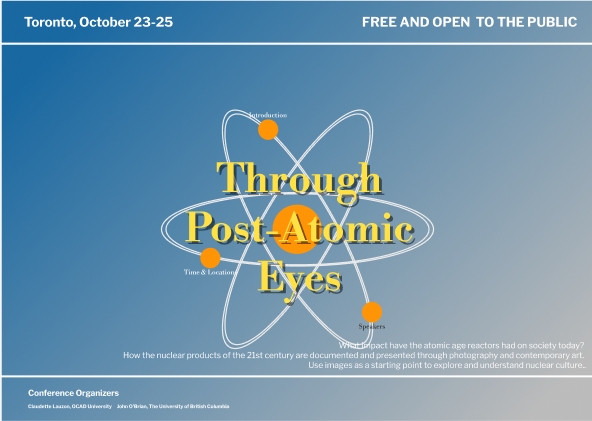 Toronto, October 23-25
FREE AND OPEN TO THE PUBLIC
Introduction
Through
Post-Atomic
Eyes
Time & Location
Speakers
What impact have the atomic age reactors had on society today?
How the nuclear products of the 21st century are documented and presented through photography and contemporary art.
Use images as a starting point to explore and understand nuclear culture..
Conference Organizers
Claudette Lauzon, OCAD University John O'Brian, The University of British Columbia